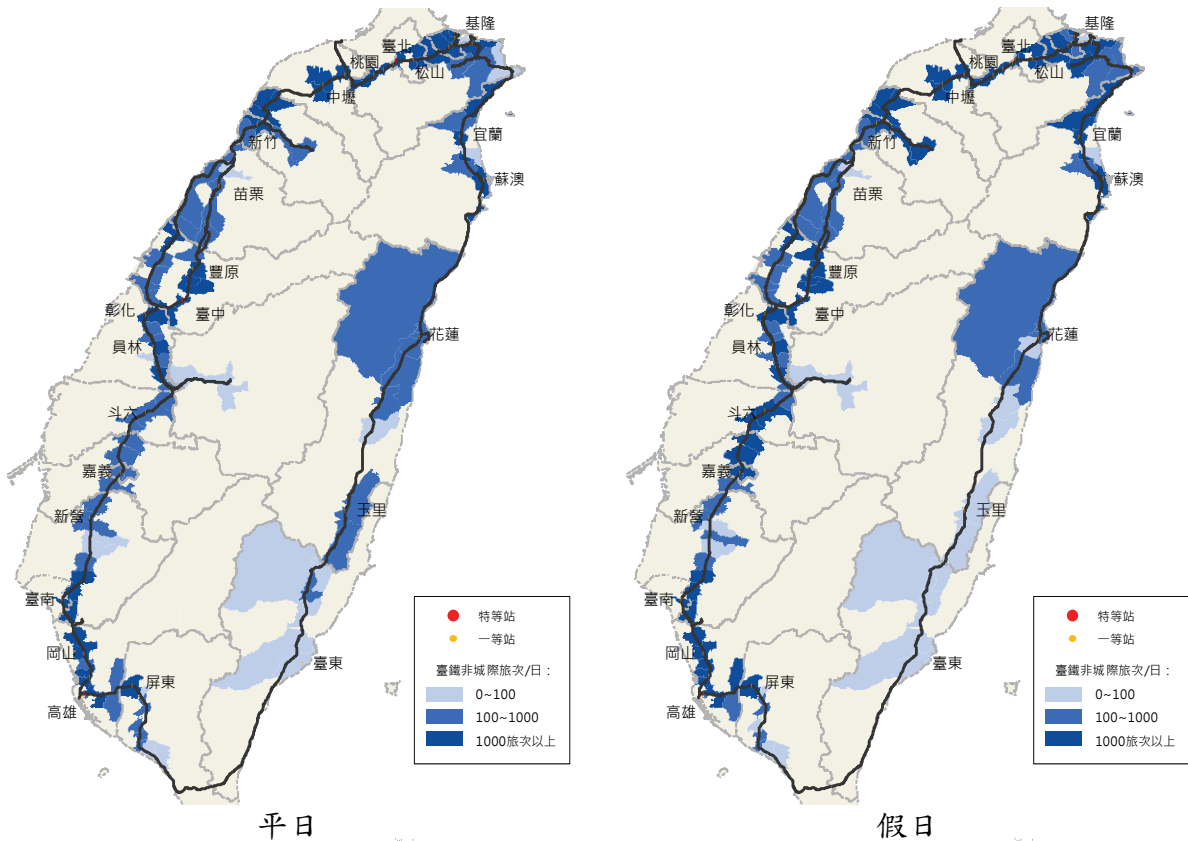 基隆
臺北
桃園
松山
中壢
新竹
宜蘭
蘇澳
苗栗
豐原
彰化
臺中
員林
花蓮
斗六
嘉義
新營
玉里
臺南
岡山
屏東
臺東
高雄
特等站
一等站
臺鐵非城際旅次/日：
0~100
100~1000
1000旅次以上
平日
基隆
臺北
桃園
松山
中壢
新竹
宜蘭
蘇澳
苗栗
豐原
彰化
臺中
員林
花蓮
斗六
嘉義
新營
玉里
臺南
岡山
屏東
臺東
高雄
特等站
一等站
臺鐵非城際旅次/日：
0~100
100~1000
1000旅次以上
假日